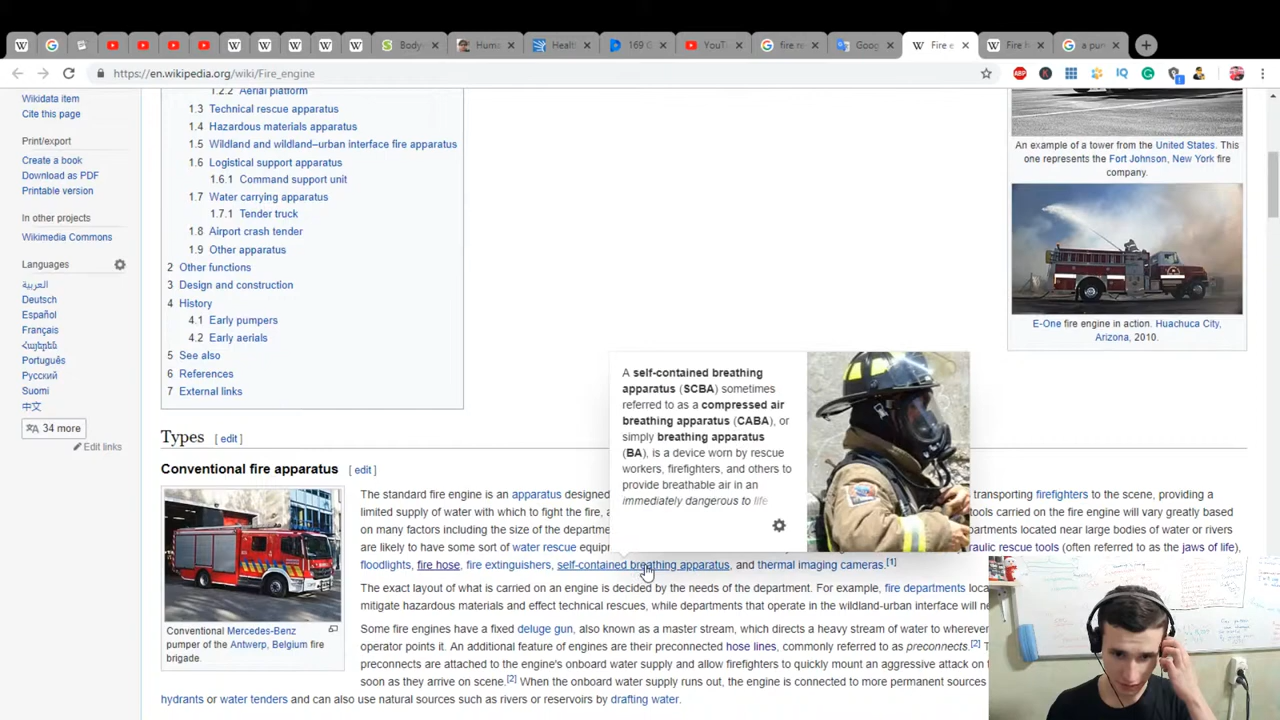 Body
Huma
Healt
169 G
YouTu
fire re
Goog
Fire e
Fire h
a pur
https://en.wikipedia.org/wiki/Fire_engine
ABP
K
IQ
Wikidata item
Cite this page
Print/export
Create a book
Download as PDF
Printable version
In other projects
Wikimedia Commons
Languages
العربية
Deutsch
Español
Français
Հայերեն
Português
Русский
Suomi
中文
34 more
Edit links
1.2.2 Aerial platform
1.3 Technical rescue apparatus
1.4 Hazardous materials apparatus
1.5 Wildland and wildland–urban interface fire apparatus
1.6 Logistical support apparatus
1.6.1 Command support unit
1.7 Water carrying apparatus
1.7.1 Tender truck
1.8 Airport crash tender
1.9 Other apparatus
2 Other functions
3 Design and construction
4 History
4.1 Early pumpers
4.2 Early aerials
5 See also
6 References
7 External links
An example of a tower from the United States. This
one represents the Fort Johnson, New York fire
company.
E-One fire engine in action. Huachuca City,
Arizona, 2010.
A self-contained breathing
apparatus (SCBA) sometimes
referred to as a compressed air
breathing apparatus (CABA), or
simply breathing apparatus
(BA), is a device worn by rescue
workers, firefighters, and others to
provide breathable air in an
immediately dangerous to life
Types [ edit ]
Conventional fire apparatus [ edit ]
Conventional Mercedes-Benz
pumper of the Antwerp, Belgium fire
brigade.
The standard fire engine is an apparatus designed transporting firefighters to the scene, providing a
limited supply of water with which to fight the fire, tools carried on the fire engine will vary greatly based
on many factors including the size of the departme partments located near large bodies of water or rivers
are likely to have some sort of water rescue equip raulic rescue tools (often referred to as the jaws of life),
floodlights, fire hose, fire extinguishers, self-contained breathing apparatus, and thermal imaging cameras.[1]
The exact layout of what is carried on an engine is decided by the needs of the department. For example, fire departments loca
mitigate hazardous materials and effect technical rescues, while departments that operate in the wildland-urban interface will ne
Some fire engines have a fixed deluge gun, also known as a master stream, which directs a heavy stream of water to wherever
operator points it. An additional feature of engines are their preconnected hose lines, commonly referred to as preconnects.[2] T
preconnects are attached to the engine's onboard water supply and allow firefighters to quickly mount an aggressive attack on t
soon as they arrive on scene.[2] When the onboard water supply runs out, the engine is connected to more permanent sources
hydrants or water tenders and can also use natural sources such as rivers or reservoirs by drafting water.